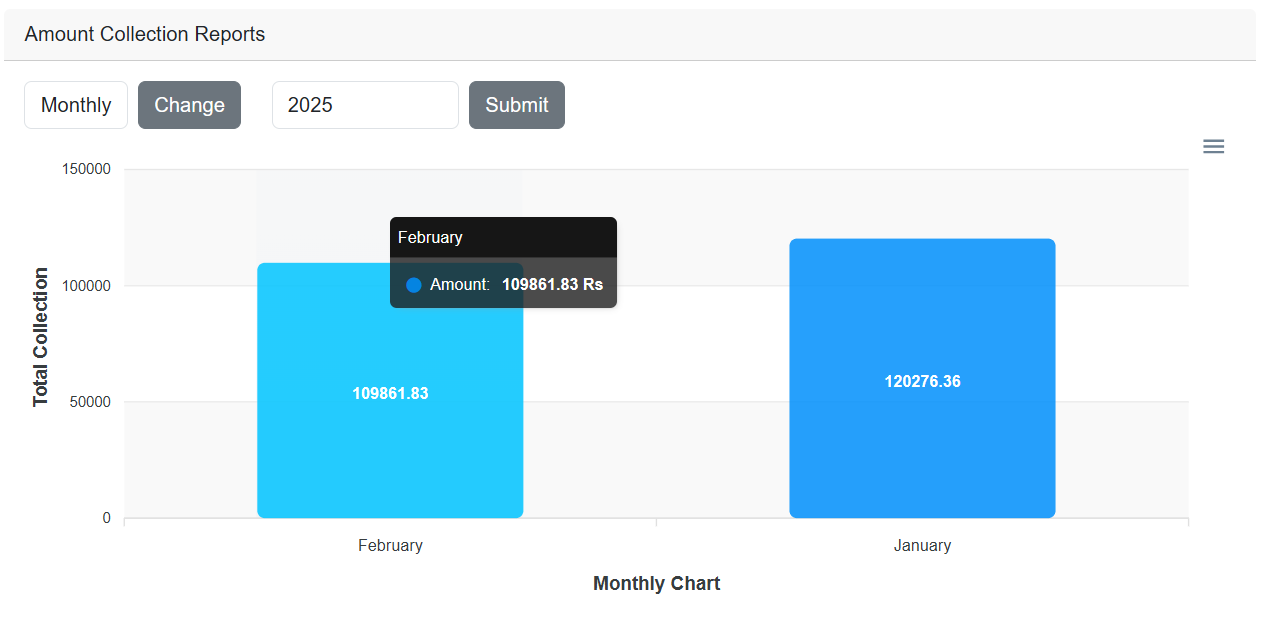 Amount Collection Reports
Monthly Change 2025 Submit
150000
February
Amount: 109861.83 Rs
100000
Total Collection
109861.83
120276.36
50000
0
February January
Monthly Chart